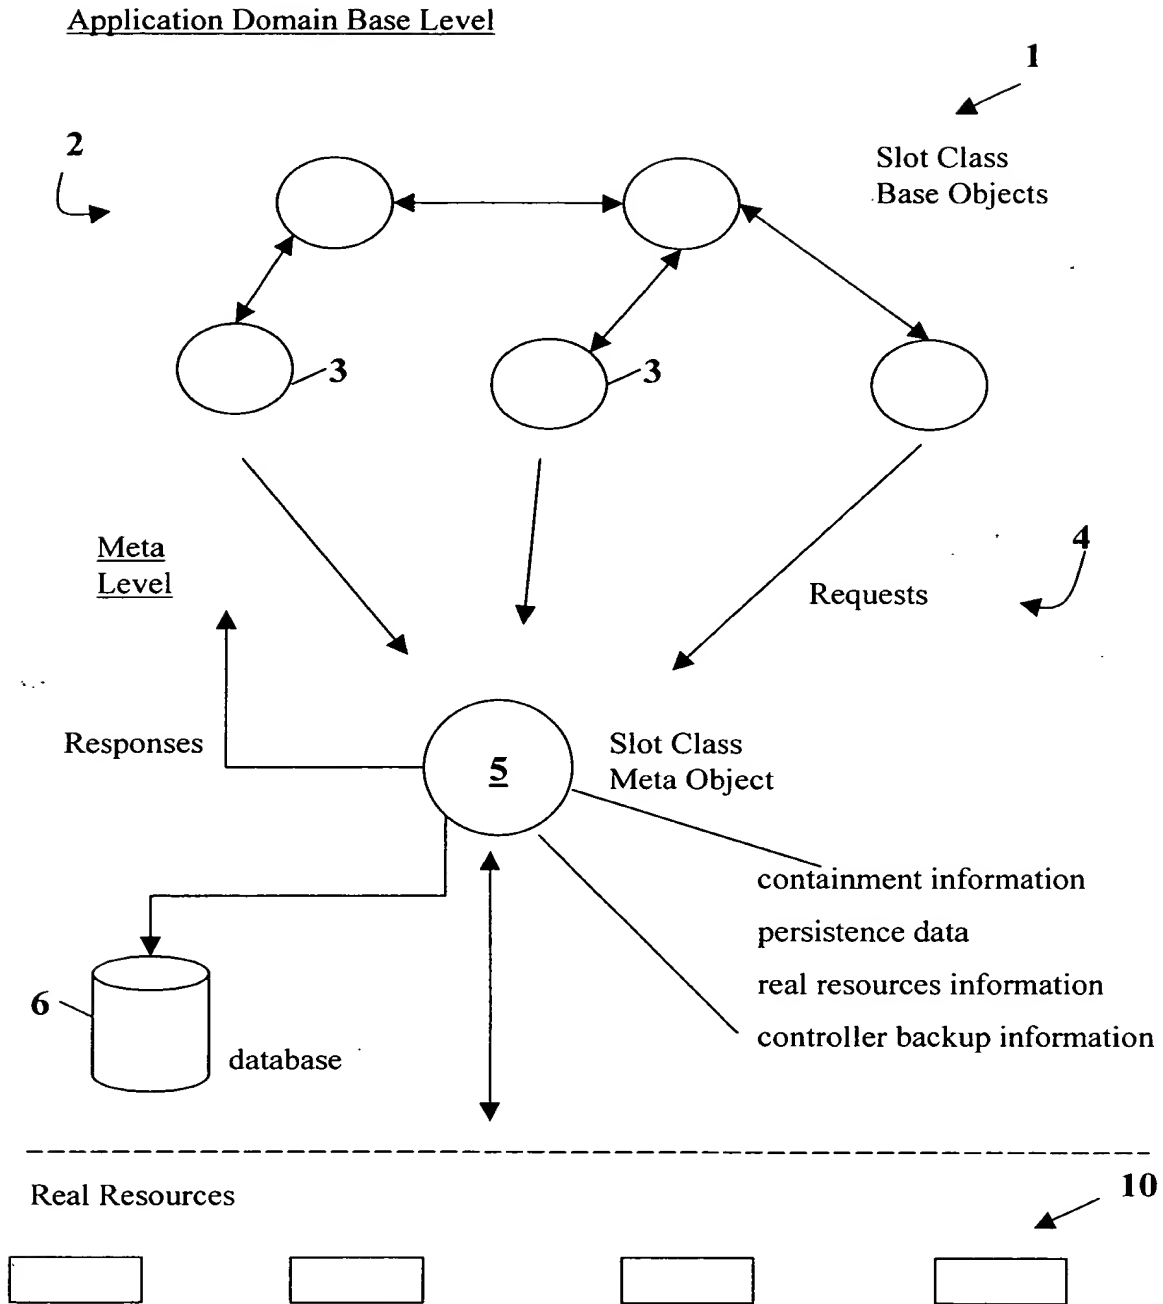 Application Domain Base Level
1
2
Slot Class
Base Objects
3
3
4
Meta
Level
Requests
Responses
5
Slot Class
Meta Object
containment information
persistence data
real resources information
controller backup information
6
database
Real Resources
10